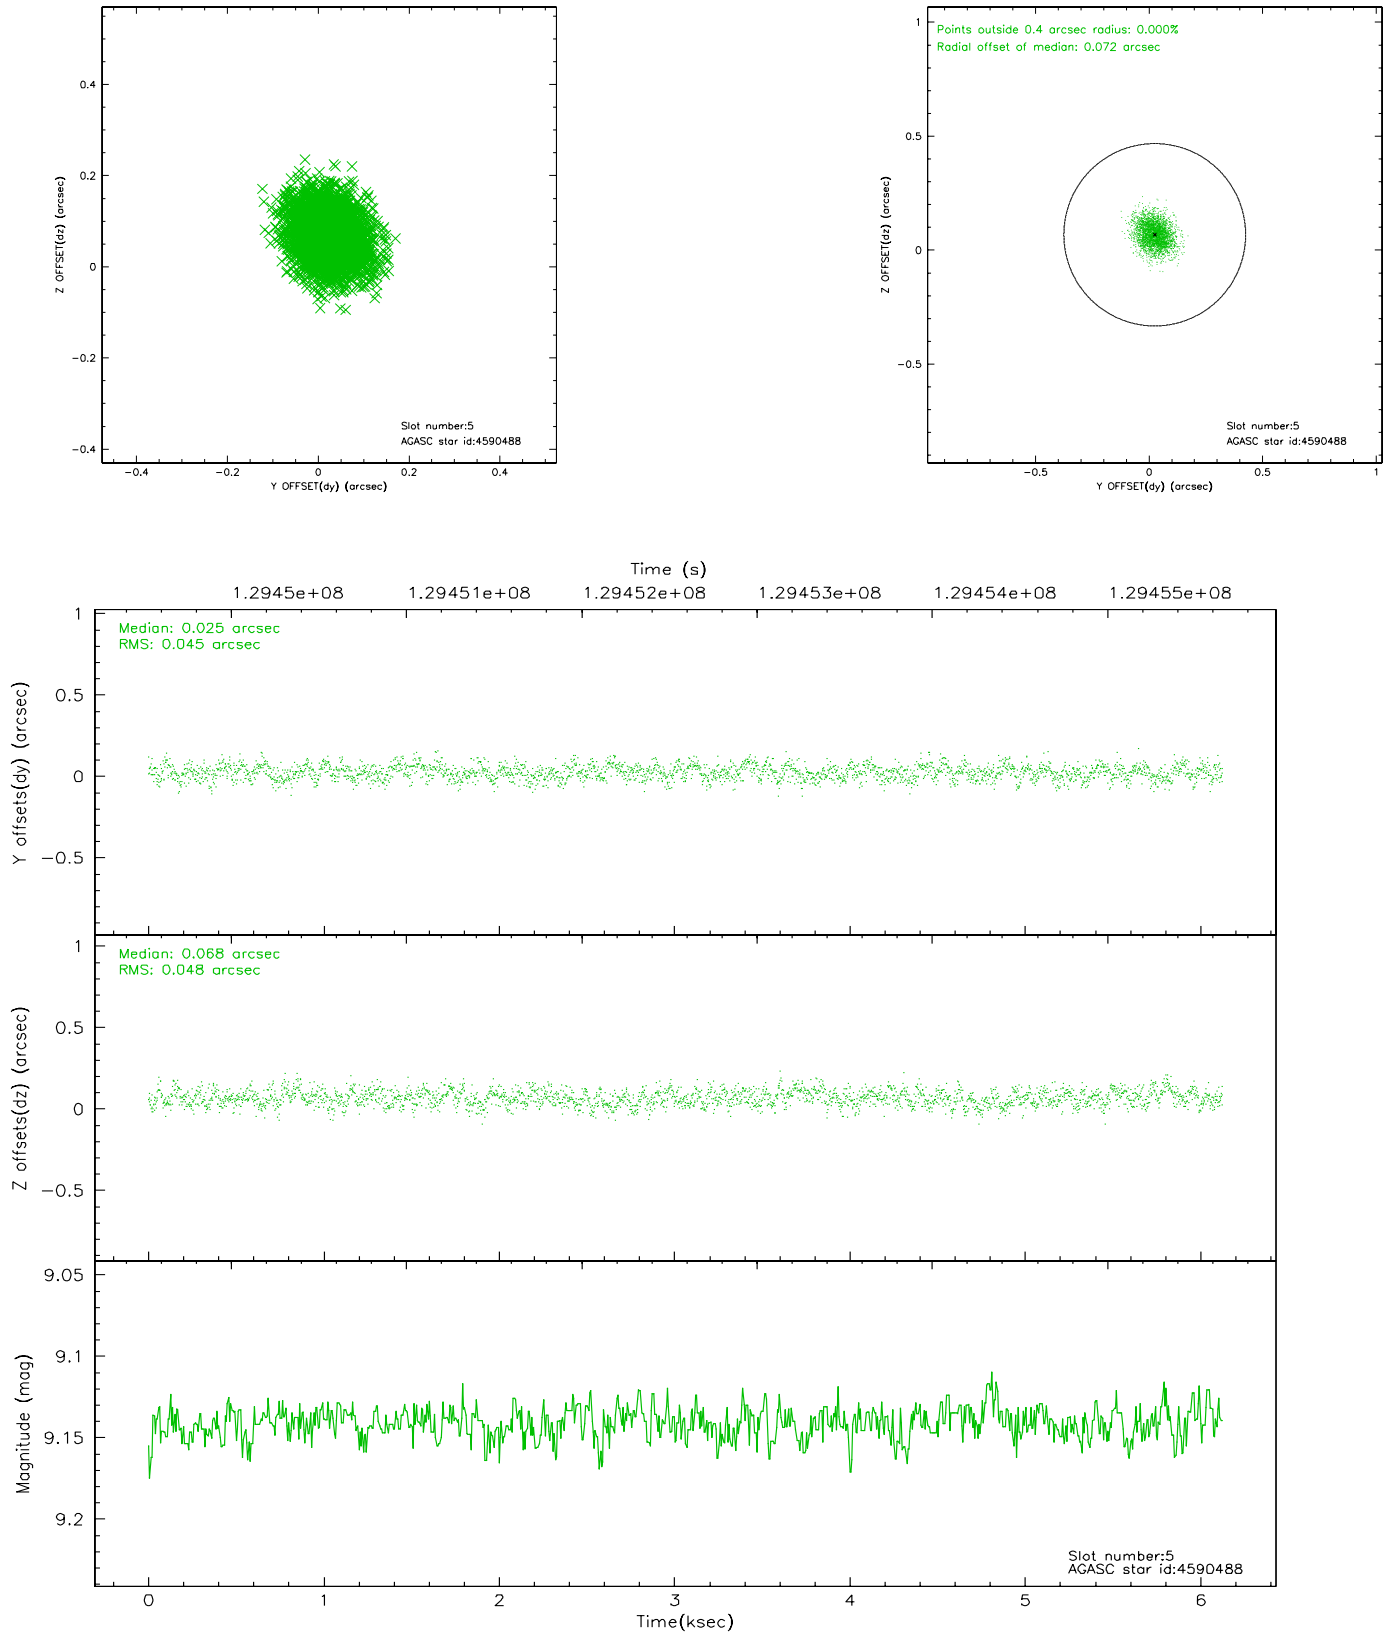 0.4
0.2
0
−0.2
−0.4
Z OFFSET(dz) (arcsec)
Slot number:5
AGASC star id:4590488
−0.4 −0.2 0 0.2 0.4
Y OFFSET(dy) (arcsec)
Points outside 0.4 arcsec radius: 0.000%
Radial offset of median: 0.072 arcsec
1
0.5
0
−0.5
Z OFFSET(dz) (arcsec)
Slot number:5
AGASC star id:4590488
−0.5 0 0.5 1
Y OFFSET(dy) (arcsec)
Time (s)
1.2945e+08 1.29451e+08 1.29452e+08 1.29453e+08 1.29454e+08 1.29455e+08
Median: 0.025 arcsec
RMS: 0.045 arcsec
1
0.5
0
−0.5
Y offsets(dy) (arcsec)
Median: 0.068 arcsec
RMS: 0.048 arcsec
1
0.5
0
−0.5
Z offsets(dz) (arcsec)
9.05
9.1
9.15
9.2
Magnitude (mag)
Slot number:5
AGASC star id:4590488
0 1 2 3 4 5 6
Time(ksec)